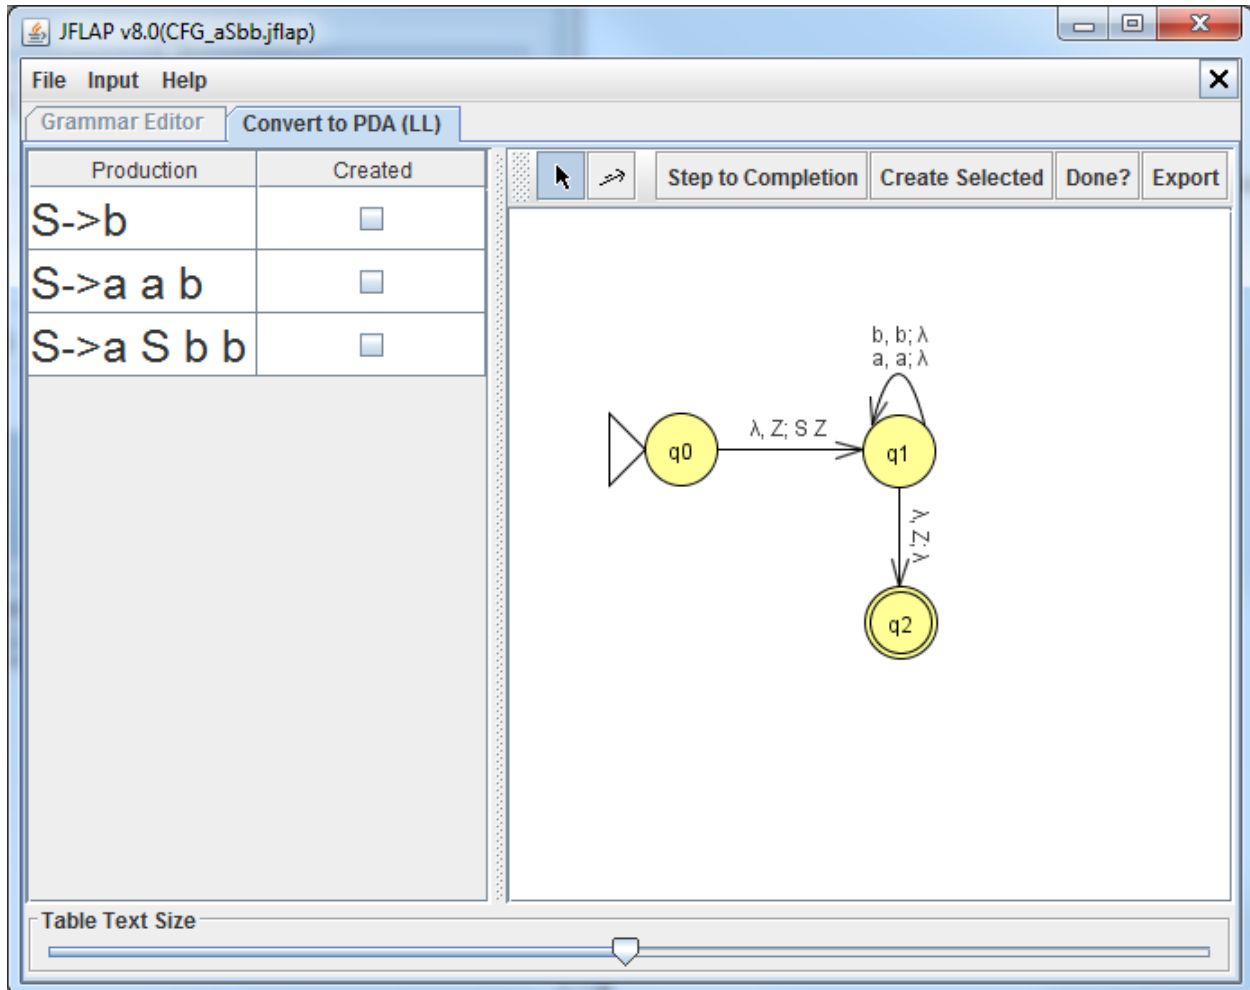 JFLAP v8.0(CFG_aSbb.jflap)
File Input Help
Grammar Editor Convert to PDA (LL)
Production Created
Step to Completion Create Selected Done? Export
S->b
S->a a b
S->a S b b
b, b; λ
a, a; λ
λ, Z; S Z
q0
q1
λ, Z; λ
q2
Table Text Size